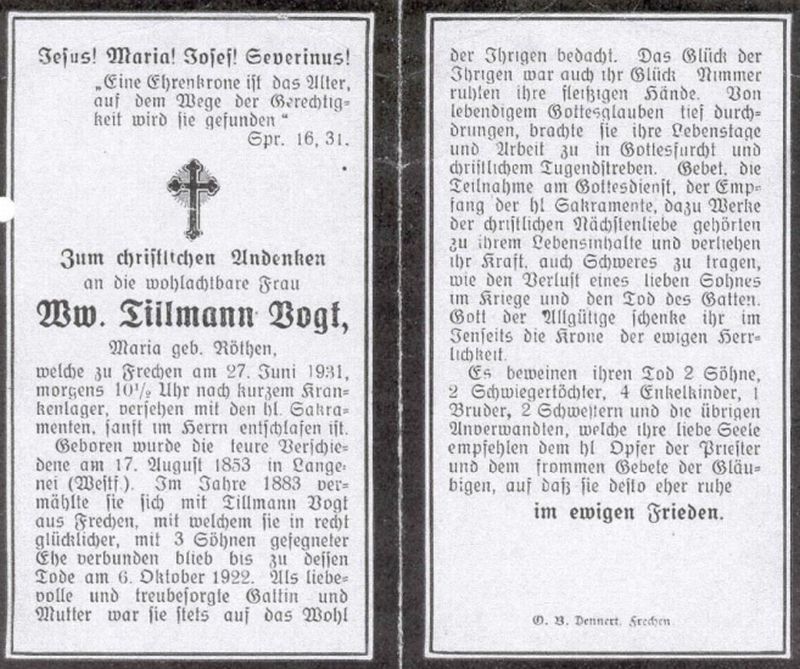 Jesus! Maria! Josef! Severinus!
„Eine Ehrenkrone ist das Alter,
auf dem Wege der Gerechtig=
keit wird sie gefunden“
Spr. 16, 31.
Zum christlichen Andenken
an die wohlachtbare Frau
Ww. Tillmann Vogt,
Maria geb. Röthen,
welche zu Frechen am 27. Juni 1931,
morgens 10½ Uhr nach kurzem Kran=
kenlager, versehen mit den hl. Sakra=
menten, sanft im Herrn entschlafen ist.
Geboren wurde die teure Verschie=
dene am 17. August 1853 in Lange=
nei (Westf.). Im Jahre 1883 ver=
mählte sie sich mit Tillmann Vogt
aus Frechen, mit welchem sie in recht
glücklicher, mit 3 Söhnen gesegneter
Ehe verbunden blieb bis zu dessen
Tode am 6. Oktober 1922. Als liebe=
volle und treubesorgte Gattin und
Mutter war sie stets auf das Wohl
der Ihrigen bedacht. Das Glück der
Ihrigen war auch ihr Glück Nimmer
ruhten ihre fleißigen Hände. Von
lebendigem Gottesglauben tief durch=
drungen, brachte sie ihre Lebenstage
und Arbeit zu in Gottesfurcht und
christlichem Tugendstreben. Gebet, die
Teilnahme am Gottesdienst, der Emp=
fang der hl Sakramente, dazu Werke
der christlichen Nächstenliebe gehörten
zu ihrem Lebensinhalte und verliehen
ihr Kraft, auch Schweres zu tragen,
wie den Verlust eines lieben Sohnes
im Kriege und den Tod des Gatten.
Gott der Allgütige schenke ihr im
Jenseits die Krone der ewigen Herr=
lichkeit.
Es beweinen ihren Tod 2 Söhne,
2 Schwiegertöchter, 4 Enkelkinder, 1
Bruder, 2 Schwestern und die übrigen
Anverwandten, welche ihre liebe Seele
empfehlen dem hl Opfer der Priester
und dem frommen Gebete der Gläu=
bigen, auf daß sie desto eher ruhe
im ewigen Frieden.
O. B. Dennert, Frechen.